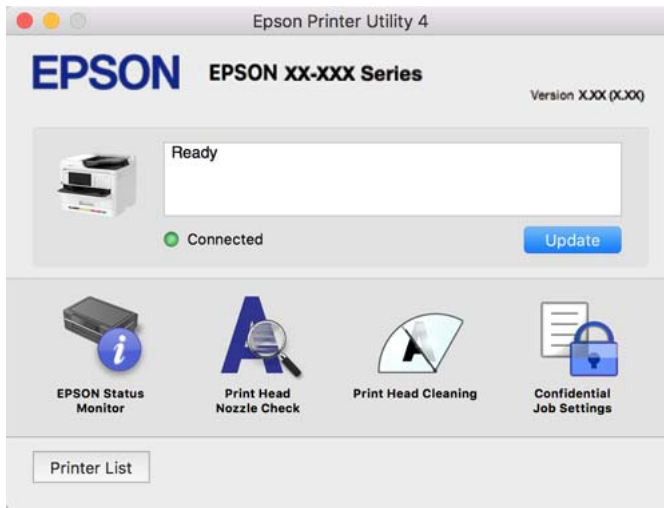 Epson Printer Utility 4
EPSON
EPSON XX-XXX Series
Version X.XX (X.XX)
Ready
Connected
Update
EPSON Status
Monitor
Print Head
Nozzle Check
Print Head Cleaning
Confidential
Job Settings
Printer List